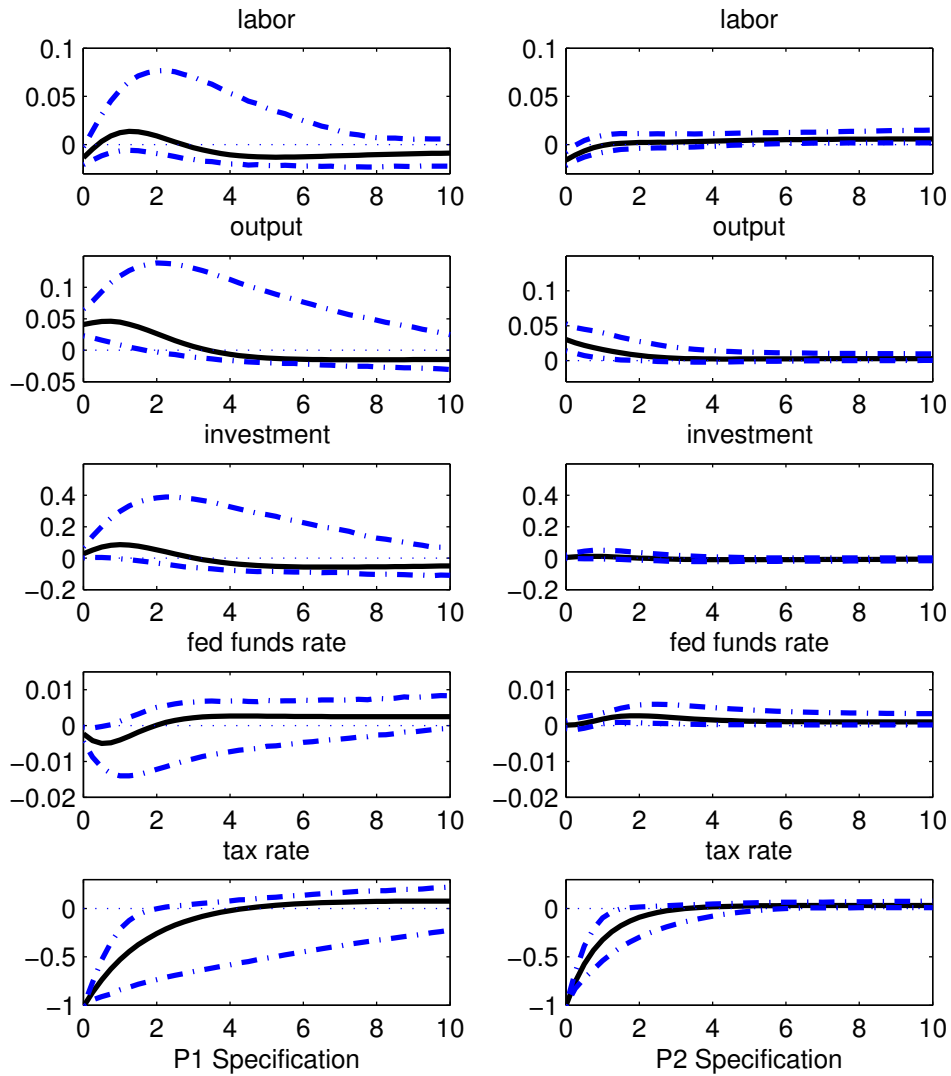 labor labor
0.1 0.1
0.05 0.05
0 0
0 2 4 6 8 10 0 2 4 6 8 10
output output
0.1 0.1
0.05 0.05
0 0
−0.05
0 2 4 6 8 10 0 2 4 6 8 10
investment investment
0.4 0.4
0.2 0.2
0 0
−0.2 −0.2
0 2 4 6 8 10 0 2 4 6 8 10
fed funds rate fed funds rate
0.01 0.01
0 0
−0.01 −0.01
−0.02 −0.02
0 2 4 6 8 10 0 2 4 6 8 10
tax rate tax rate
0 0
−0.5 −0.5
−1 −1
0 2 4 6 8 10 0 2 4 6 8 10
P1 Specification P2 Specification